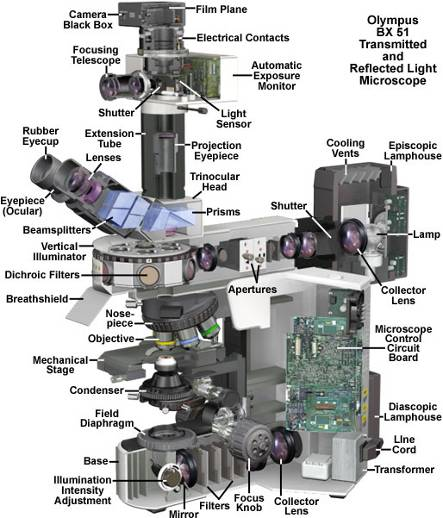 Camera
Black Box
Film Plane
Electrical Contacts
Olympus
BX 51
Transmitted
and
Reflected Light
Microscope
Focusing
Telescope
Automatic
Exposure
Monitor
Shutter
Light
Sensor
Extension
Tube
Projection
Eyepiece
Rubber
Eyecup
Lenses
Trinocular
Head
Cooling
Vents
Episcopic
Lamphouse
Eyepiece
(Ocular)
Prisms
Shutter
Beamsplitters
Lamp
Vertical
Illuminator
Dichroic Filters
Apertures
Collector
Lens
Breathshield
Nose-
piece
Objective
Microscope
Control
Circuit
Board
Mechanical
Stage
Condenser
Field
Diaphragm
Diascopic
Lamphouse
Line
Cord
Base
Transformer
Illumination
Intensity
Adjustment
Mirror
Filters
Focus
Knob
Collector
Lens